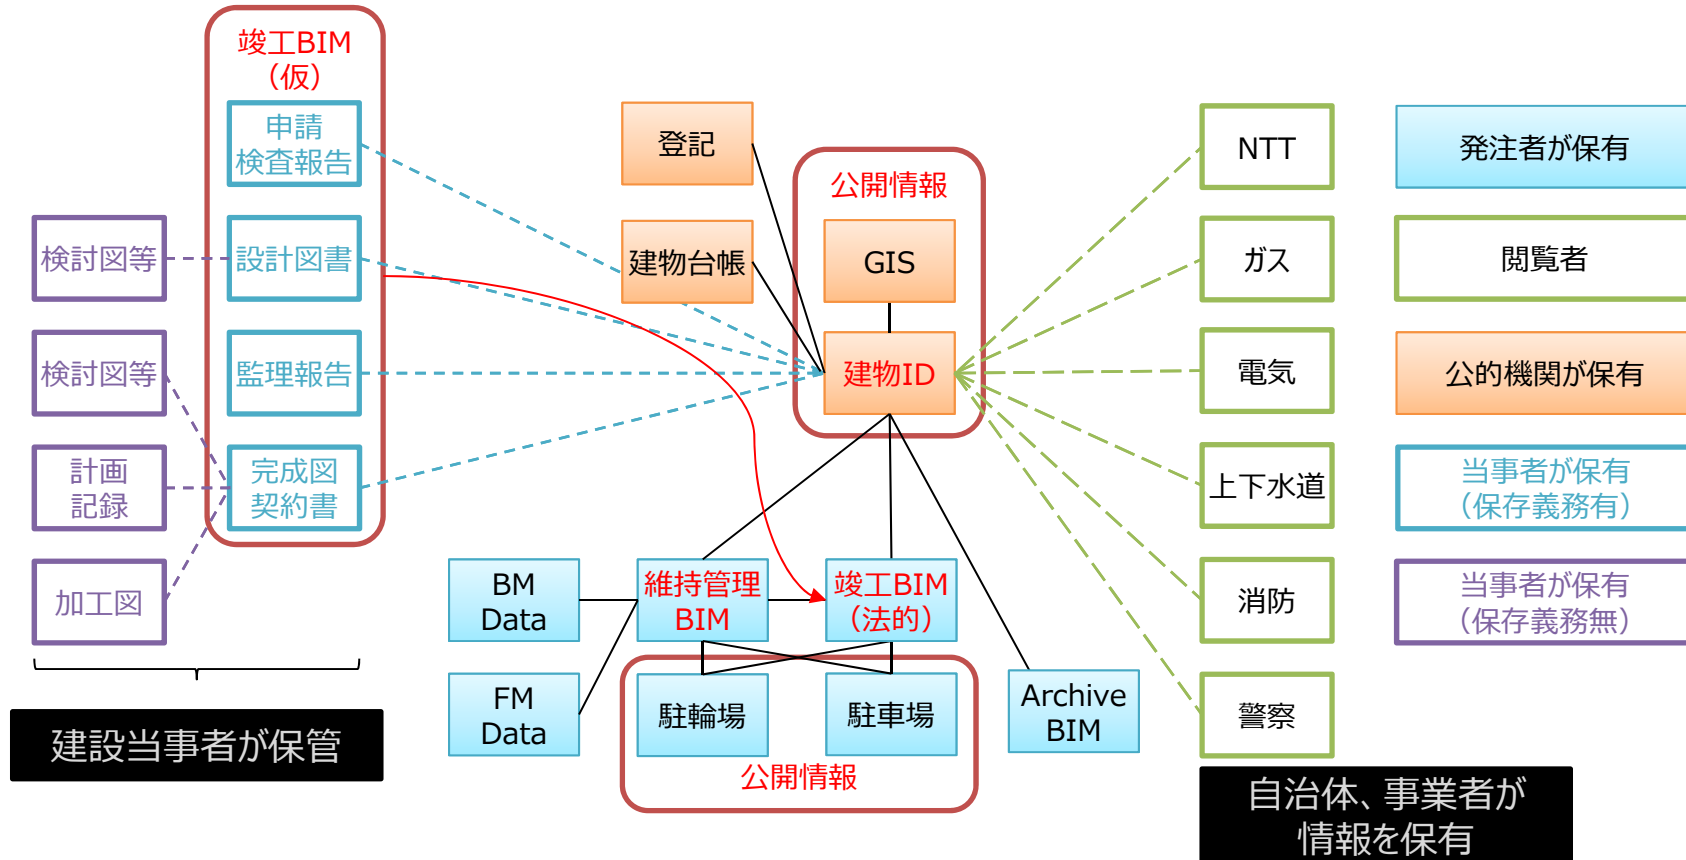 竣工BIM
（仮）
申請
検査報告
設計図書
監理報告
完成図
契約書
検討図等
検討図等
計画
記録
加工図
建設当事者が保管
登記
建物台帳
公開情報
GIS
建物ID
BM
Data
FM
Data
維持管理
BIM
竣工BIM
（法的）
駐輪場
駐車場
公開情報
Archive
BIM
NTT
ガス
電気
上下水道
消防
警察
自治体、事業者が
情報を保有
発注者が保有
閲覧者
公的機関が保有
当事者が保有
（保存義務有）
当事者が保有
（保存義務無）